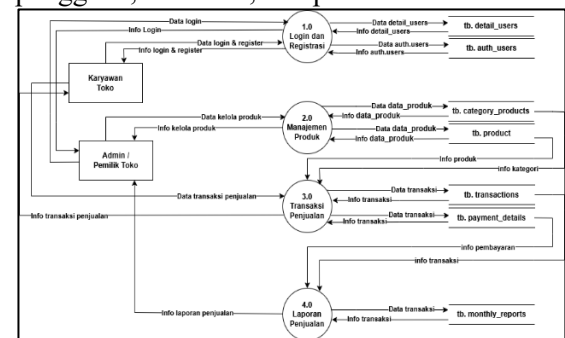 Data login
Info Login
Data login & register
Info login & register
1.0
Login dan
Registrasi
Data detail_users
Info detail_users
Data auth.users
Info auth.users
tb. detail_users
tb. auth_users
Karyawan
Toko
Data kelola produk
Info kelola produk
2.0
Manajemen
Produk
Data data_produk
Info data_produk
Data data_produk
Info data_produk
tb. category_products
tb. product
Admin /
Pemilik Toko
Info produk
info kategori
Data transaksi penjualan
Info transaksi penjualan
3.0
Transaksi
Penjualan
Data transaksi
Info transaksi
Data transaksi
Info transaksi
tb. transactions
tb. payment_details
info pembayaran
info transaksi
Info laporan penjualan
4.0
Laporan
Penjualan
Data transaksi
Info transaksi
tb. monthly_reports